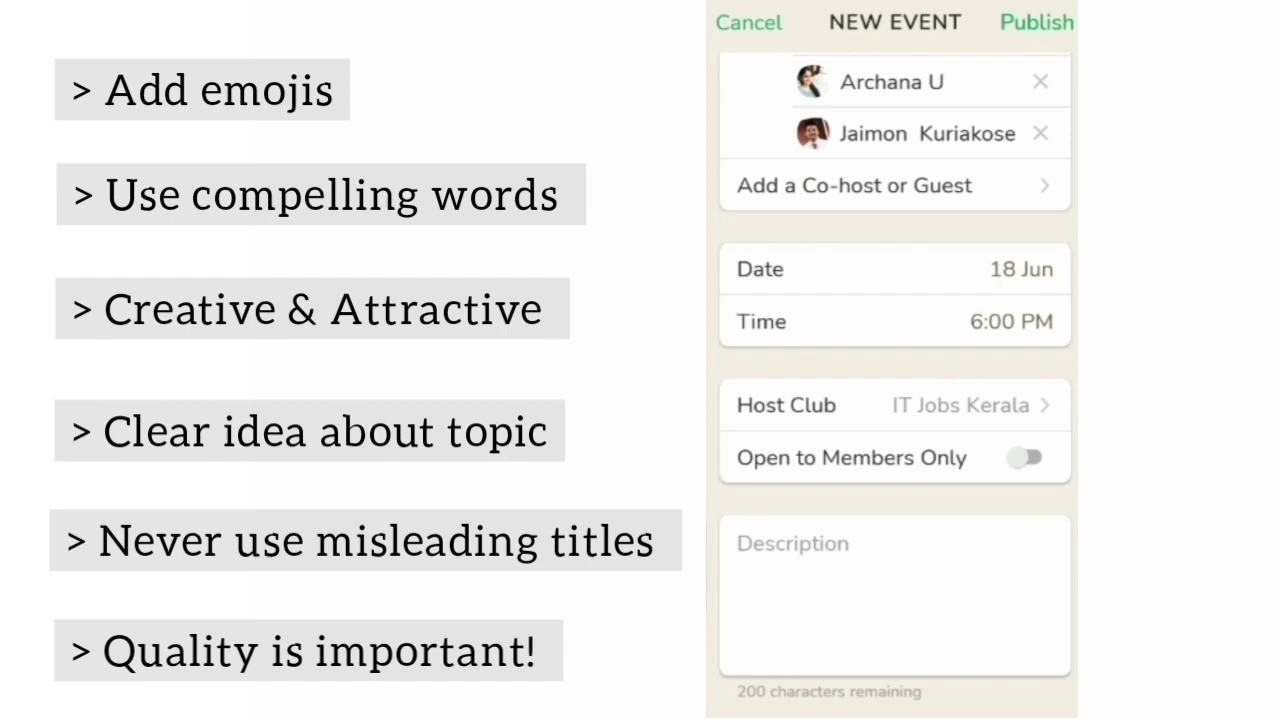 > Add emojis
> Use compelling words
> Creative & Attractive
> Clear idea about topic
> Never use misleading titles
> Quality is important!
Cancel NEW EVENT Publish
Archana U ×
Jaimon Kuriakose ×
Add a Co-host or Guest >
Date 18 Jun
Time 6:00 PM
Host Club IT Jobs Kerala >
Open to Members Only
Description
200 characters remaining